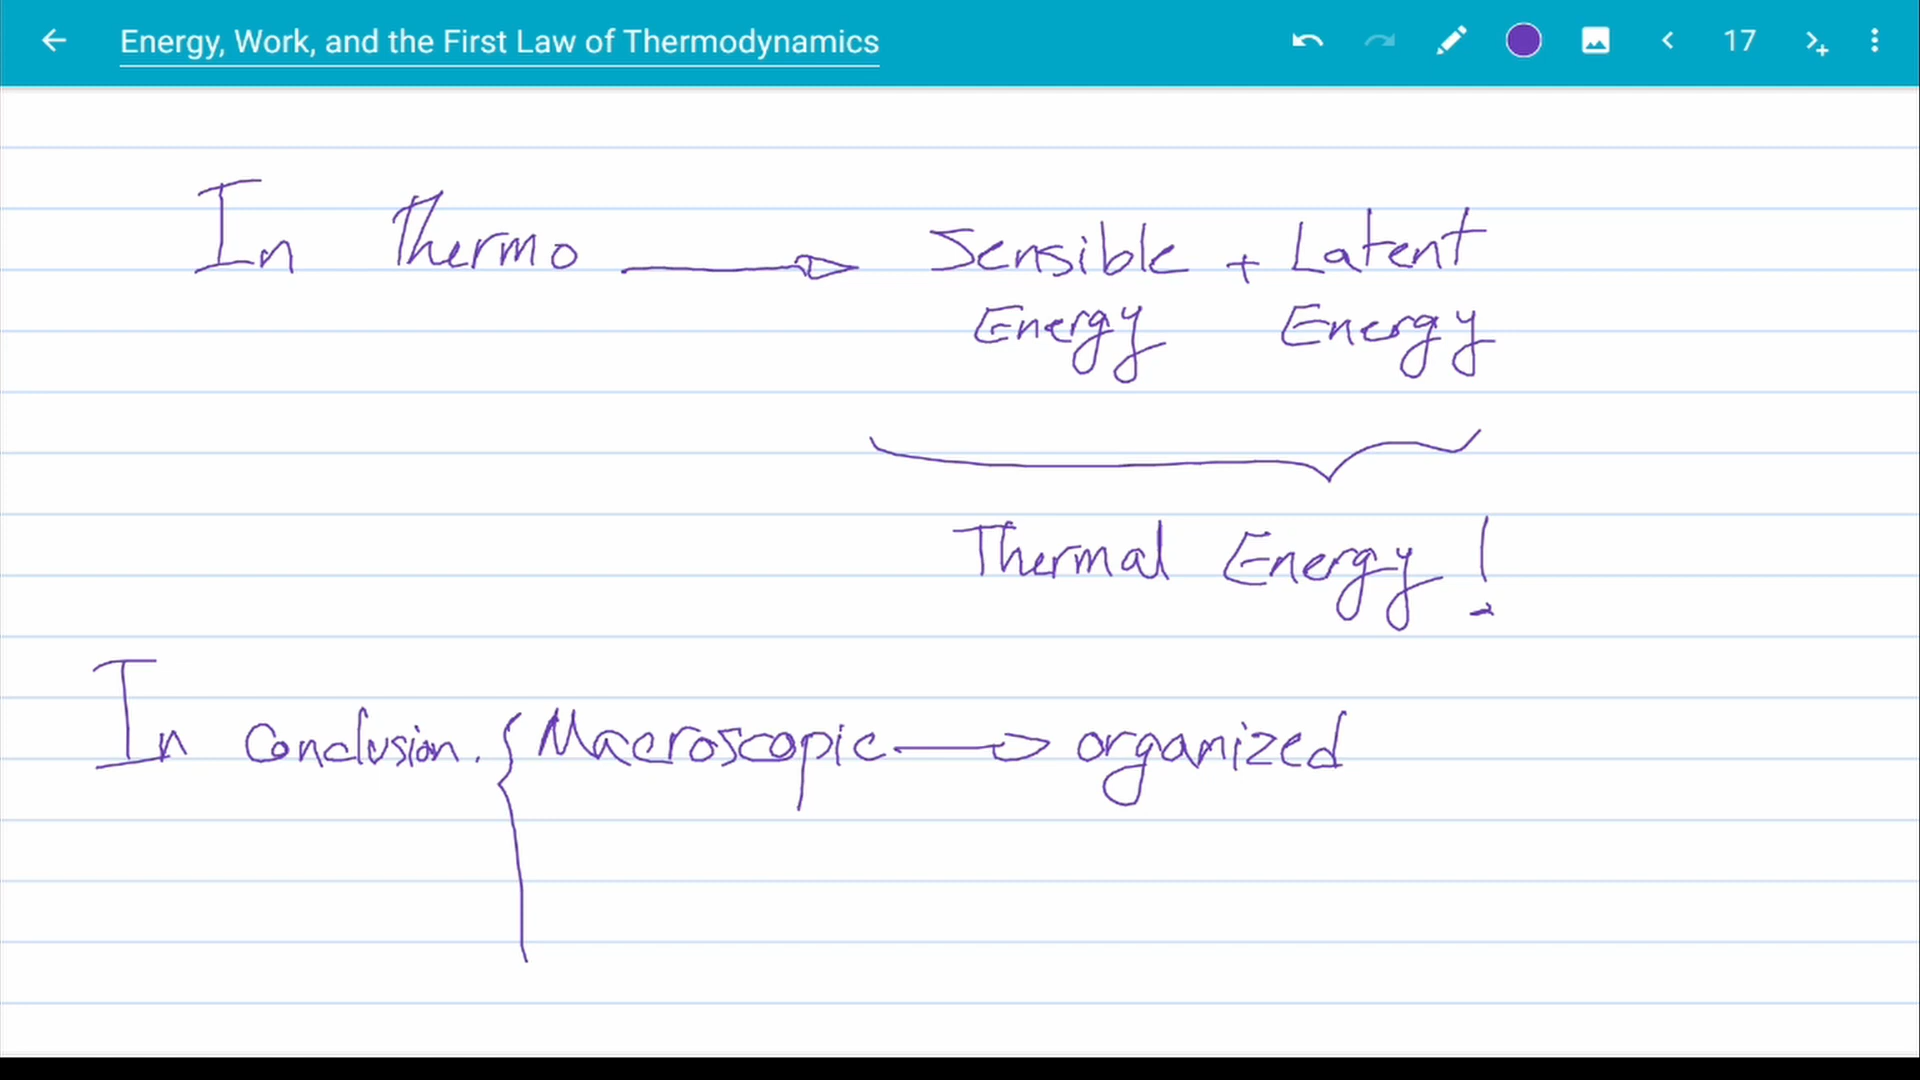 Energy, Work, and the First Law of Thermodynamics 17
In Thermo → Sensible + Latent
Energy Energy
Thermal Energy !
In conclusion. { Macroscopic → organized